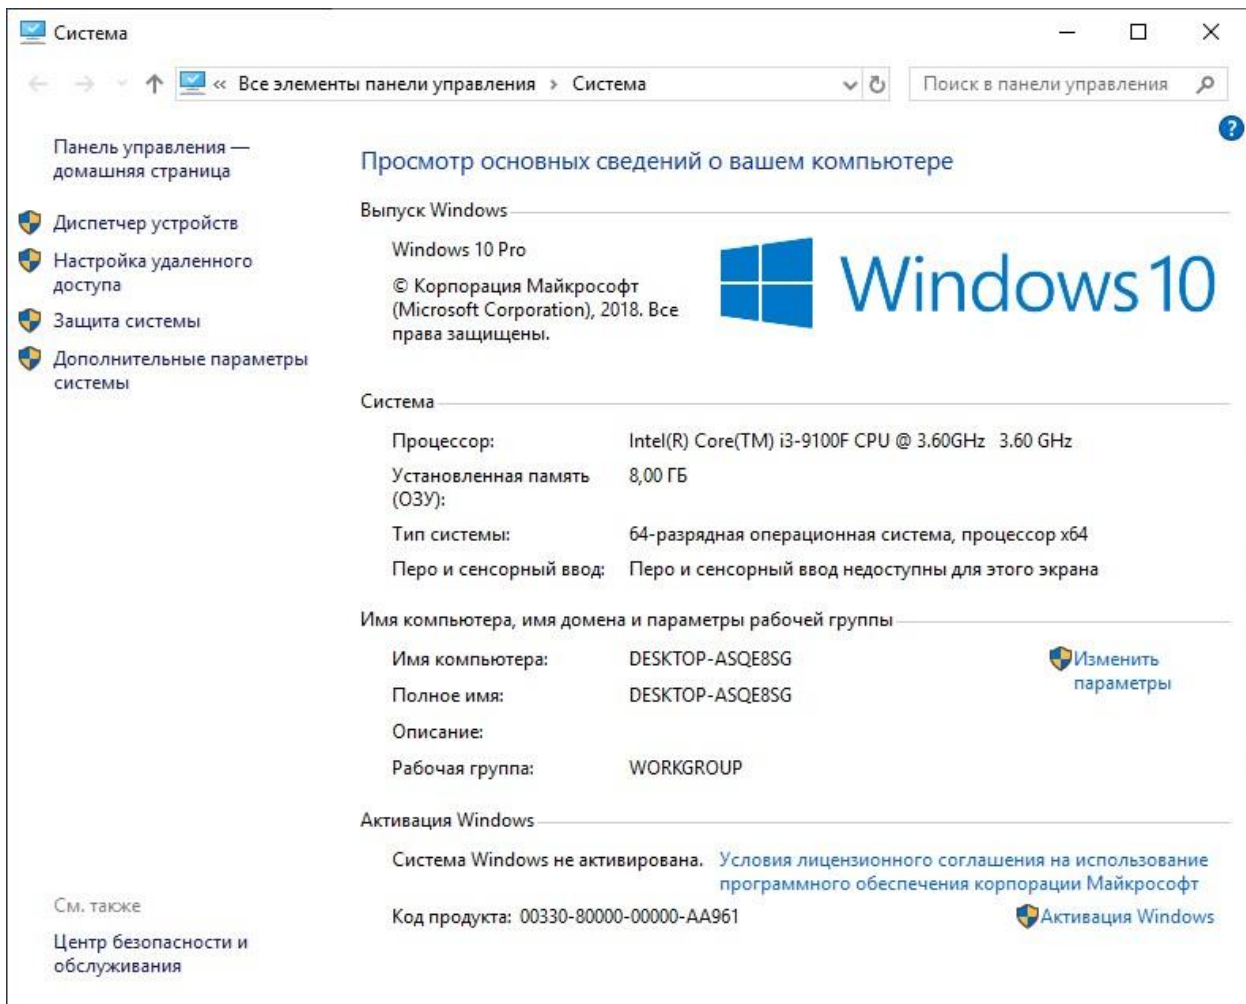 Система
« Все элементы панели управления › Система
Поиск в панели управления
?
Панель управления —
домашняя страница
Диспетчер устройств
Настройка удаленного
доступа
Защита системы
Дополнительные параметры
системы
Просмотр основных сведений о вашем компьютере
Выпуск Windows
Windows 10 Pro
© Корпорация Майкрософт
(Microsoft Corporation), 2018. Все
права защищены.
Windows 10
Система
Процессор: Intel(R) Core(TM) i3-9100F CPU @ 3.60GHz 3.60 GHz
Установленная память 8,00 ГБ
(ОЗУ):
Тип системы: 64-разрядная операционная система, процессор x64
Перо и сенсорный ввод: Перо и сенсорный ввод недоступны для этого экрана
Имя компьютера, имя домена и параметры рабочей группы
Имя компьютера: DESKTOP-ASQE8SG
Изменить
параметры
Полное имя: DESKTOP-ASQE8SG
Описание:
Рабочая группа: WORKGROUP
Активация Windows
Система Windows не активирована. Условия лицензионного соглашения на использование
программного обеспечения корпорации Майкрософт
Код продукта: 00330-80000-00000-AA961
Активация Windows
См. также
Центр безопасности и
обслуживания